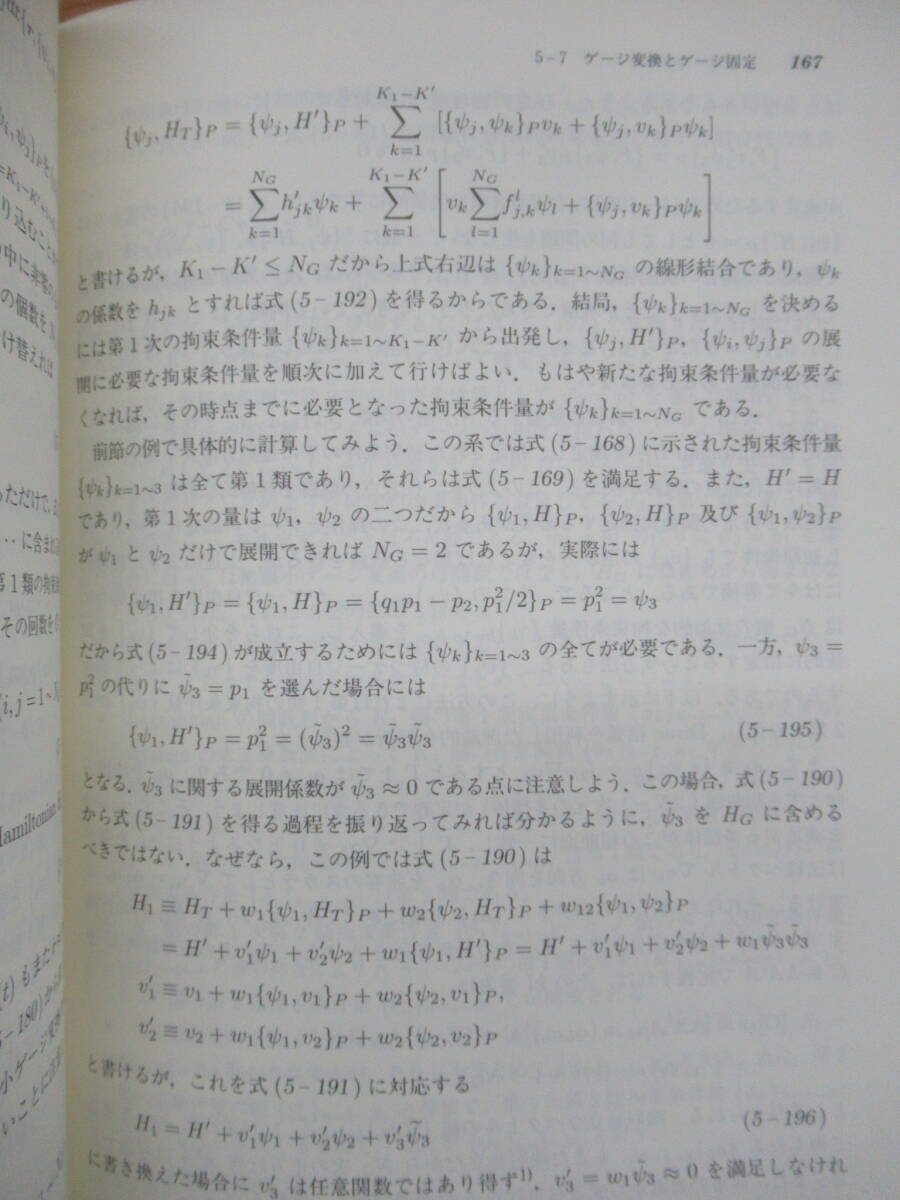 5-7 ゲージ変換とゲージ固定 167
{ψ_j, H_T}_P = {ψ_j, H′}_P + Σ_{k=1}^{K_1−K′} [{ψ_j, ψ_k}_P v_k + {ψ_j, v_k}_P ψ_k]
= Σ_{k=1}^{N_G} h′_{jk}ψ_k + Σ_{k=1}^{K_1−K′} [v_k Σ_{l=1}^{N_G} f^l_{j,k}ψ_l + {ψ_j, v_k}_P ψ_k]
と書けるが，K_1 − K′ ≤ N_G だから上式右辺は {ψ_k}_{k=1~N_G} の線形結合であり，ψ_k
の係数を h_{jk} とすれば式 (5-192) を得るからである．結局，{ψ_k}_{k=1~N_G} を決める
には第1次の拘束条件量 {ψ_k}_{k=1~K_1−K′} から出発し，{ψ_j, H′}_P，{ψ_i, ψ_j}_P の展
開に必要な拘束条件量を順次に加えて行けばよい．もはや新たな拘束条件量が必要な
くなれば，その時点までに必要となった拘束条件量が {ψ_k}_{k=1~N_G} である．
前節の例で具体的に計算してみよう．この系では式 (5-168) に示された拘束条件量
{ψ_k}_{k=1~3} は全て第1類であり，それらは式 (5-169) を満足する．また，H′ = H
であり，第1次の量は ψ_1，ψ_2 の二つだから {ψ_1, H}_P，{ψ_2, H}_P 及び {ψ_1, ψ_2}_P
が ψ_1 と ψ_2 だけで展開できれば N_G = 2 であるが，実際には
{ψ_1, H′}_P = {ψ_1, H}_P = {q_1p_1 − p_2, p_1^2/2}_P = p_1^2 = ψ_3
だから式 (5-194) が成立するためには {ψ_k}_{k=1~3} の全てが必要である．一方，ψ_3 =
p_1^2 の代りに ψ̃_3 = p_1 を選んだ場合には
{ψ_1, H′}_P = p_1^2 = (ψ̃_3)^2 = ψ̃_3ψ̃_3 (5-195)
となる．ψ̃_3 に関する展開係数が ψ̃_3 ≈ 0 である点に注意しよう．この場合，式 (5-190)
から式 (5-191) を得る過程を振り返ってみれば分かるように，ψ̃_3 を H_G に含める
べきではない．なぜなら，この例では式 (5-190) は
H_1 ≡ H_T + w_1{ψ_1, H_T}_P + w_2{ψ_2, H_T}_P + w_{12}{ψ_1, ψ_2}_P
= H′ + v′_1ψ_1 + v′_2ψ_2 + w_1{ψ_1, H′}_P = H′ + v′_1ψ_1 + v′_2ψ_2 + w_1ψ̃_3ψ̃_3
v′_1 ≡ v_1 + w_1{ψ_1, v_1}_P + w_2{ψ_2, v_1}_P,
v′_2 ≡ v_2 + w_1{ψ_1, v_2}_P + w_2{ψ_2, v_2}_P
と書けるが，これを式 (5-191) に対応する
H_1 = H′ + v′_1ψ_1 + v′_2ψ_2 + v′_3ψ̃_3 (5-196)
に書き換えた場合に v′_3 は任意関数ではあり得ず¹⁾．v′_3 = w_1ψ̃_3 ≈ 0 を満足しなけれ